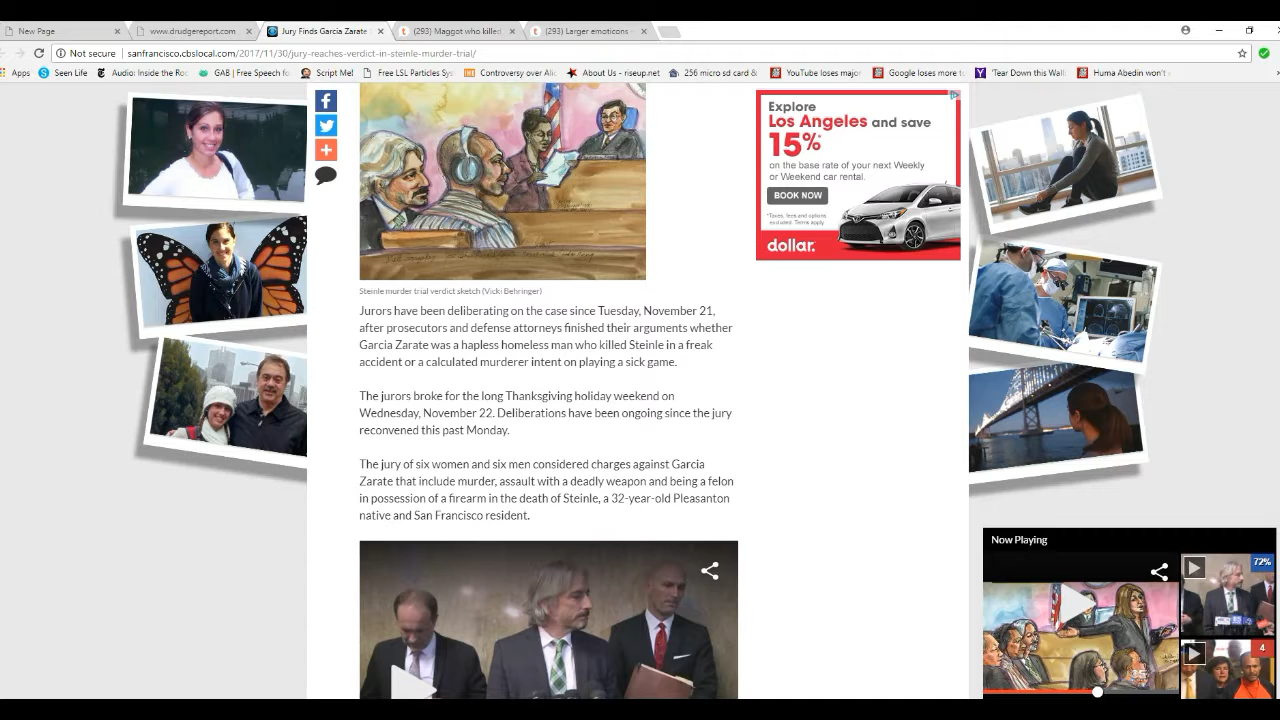 New Page
www.drudgereport.com
Jury Finds Garcia Zarate
(293) Maggot who killed
(293) Larger emoticons
Not secure
sanfrancisco.cbslocal.com/2017/11/30/jury-reaches-verdict-in-steinle-murder-trial/
Apps
Seen Life
Audio: Inside the Ro
GAB | Free Speech fo
Script Mel
Free LSL Particles Sys
Controversy over Alic
About Us - riseup.net
256 micro sd card &
YouTube loses major
Google loses more t
'Tear Down this Wall
Huma Abedin won't
Steinle murder trial verdict sketch (Vicki Behringer)
Jurors have been deliberating on the case since Tuesday, November 21,
after prosecutors and defense attorneys finished their arguments whether
Garcia Zarate was a hapless homeless man who killed Steinle in a freak
accident or a calculated murderer intent on playing a sick game.
The jurors broke for the long Thanksgiving holiday weekend on
Wednesday, November 22. Deliberations have been ongoing since the jury
reconvened this past Monday.
The jury of six women and six men considered charges against Garcia
Zarate that include murder, assault with a deadly weapon and being a felon
in possession of a firearm in the death of Steinle, a 32-year-old Pleasanton
native and San Francisco resident.
Explore
Los Angeles and save
15%*
on the base rate of your next Weekly
or Weekend car rental.
BOOK NOW
*Taxes, fees and options
excluded. Terms apply
dollar.
Now Playing
72%
4